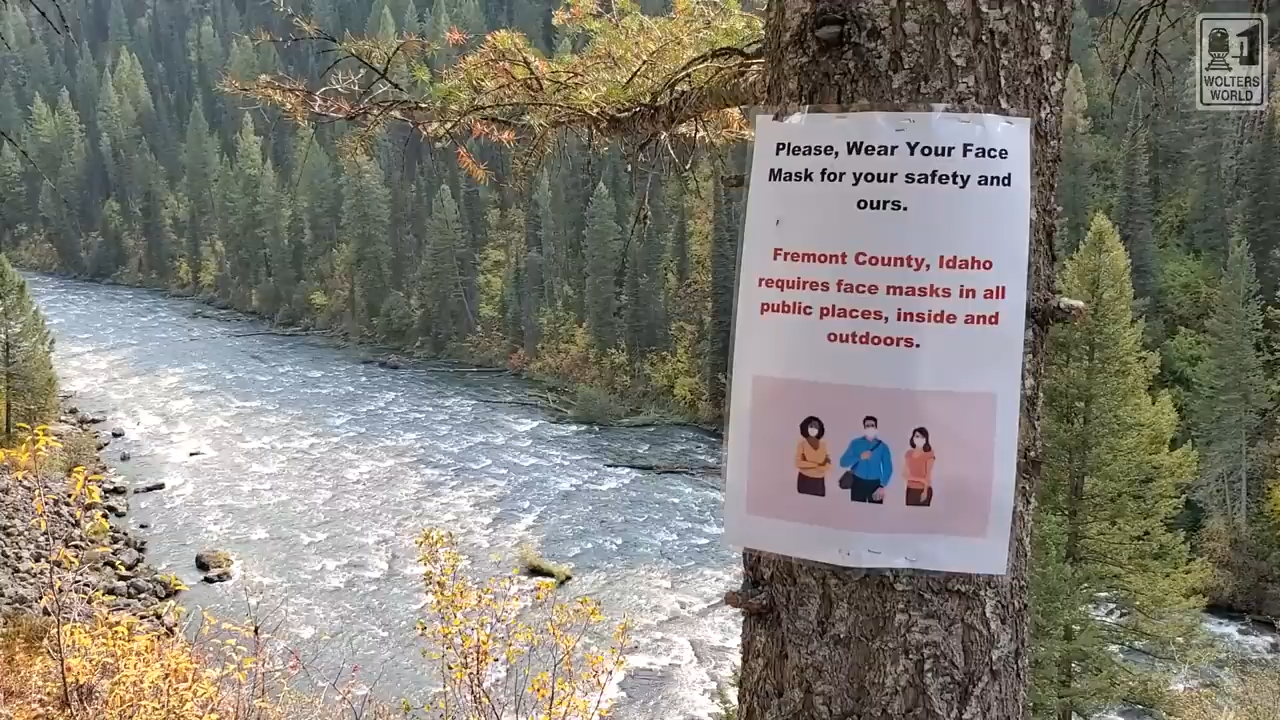 WOLTERS
WORLD
Please, Wear Your Face
Mask for your safety and
ours.
Fremont County, Idaho
requires face masks in all
public places, inside and
outdoors.